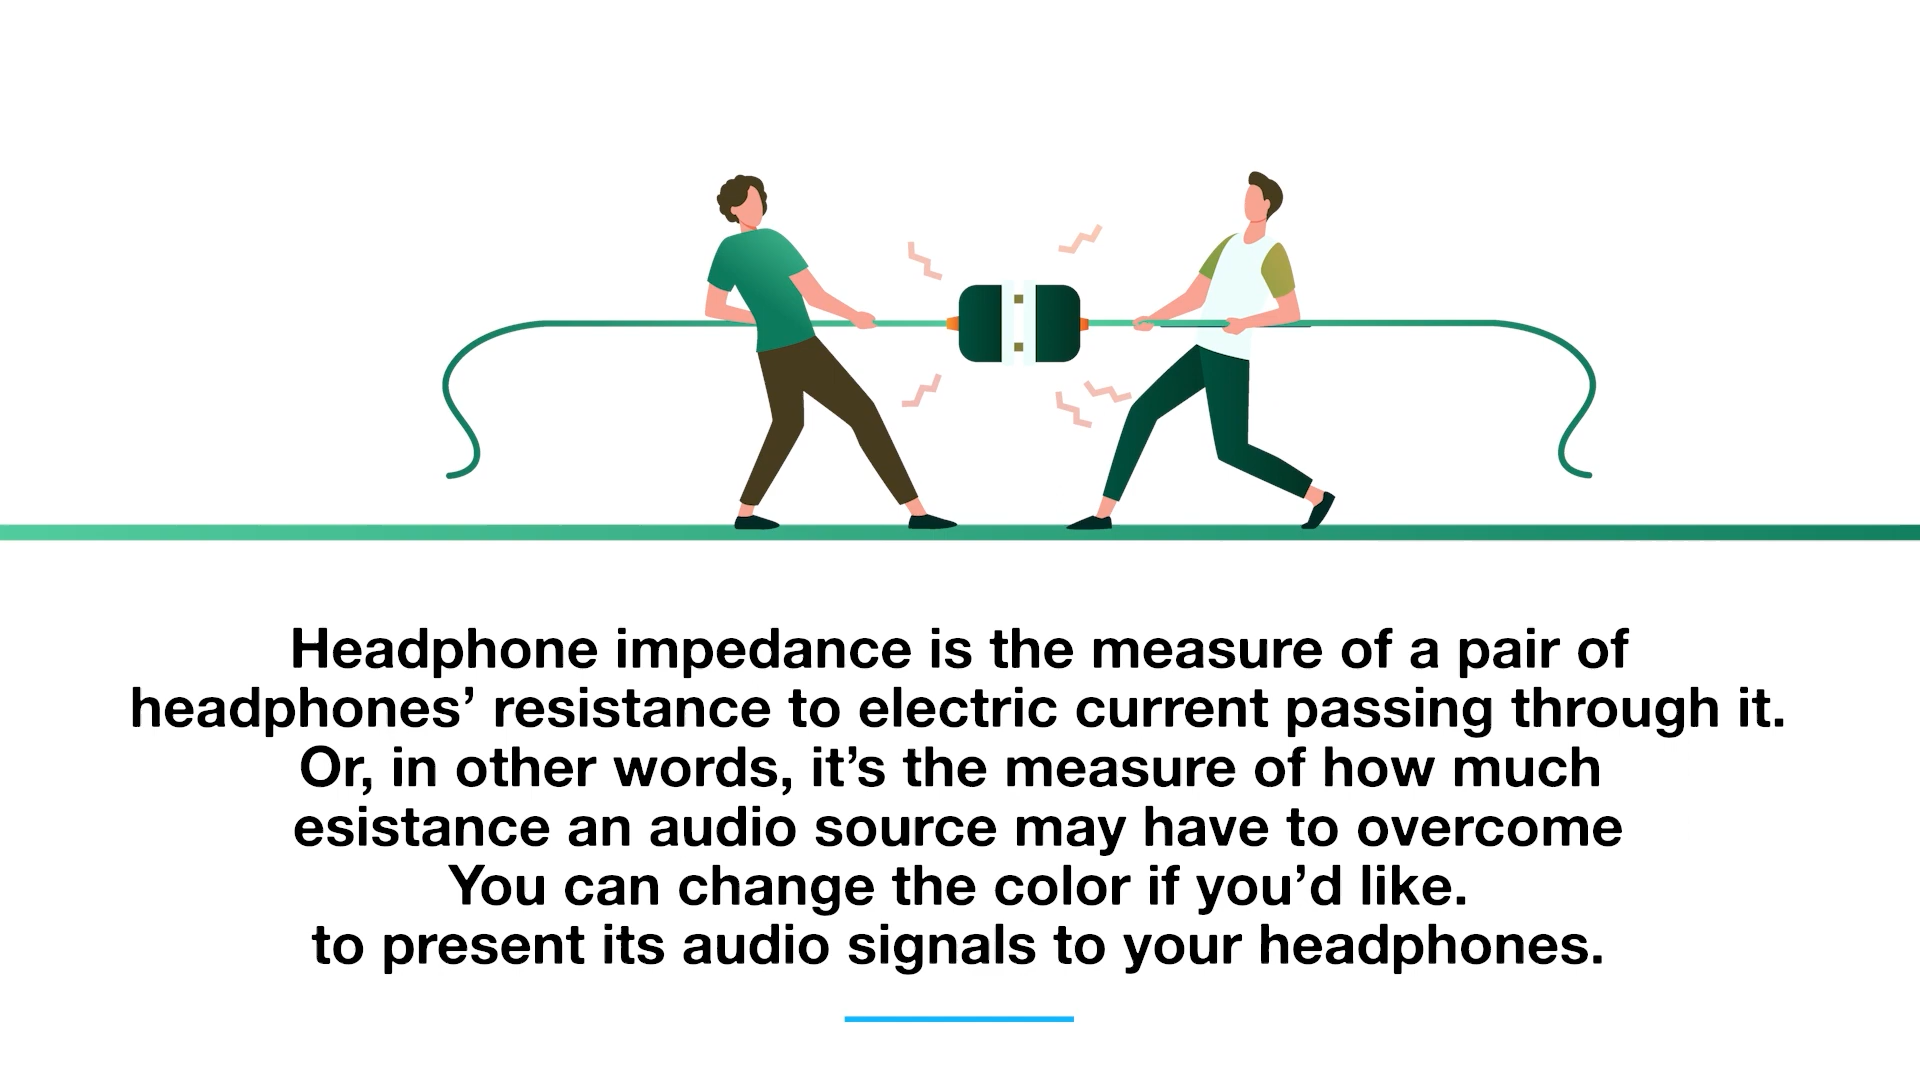 Headphone impedance is the measure of a pair of
headphones’ resistance to electric current passing through it.
Or, in other words, it’s the measure of how much
esistance an audio source may have to overcome
You can change the color if you’d like.
to present its audio signals to your headphones.